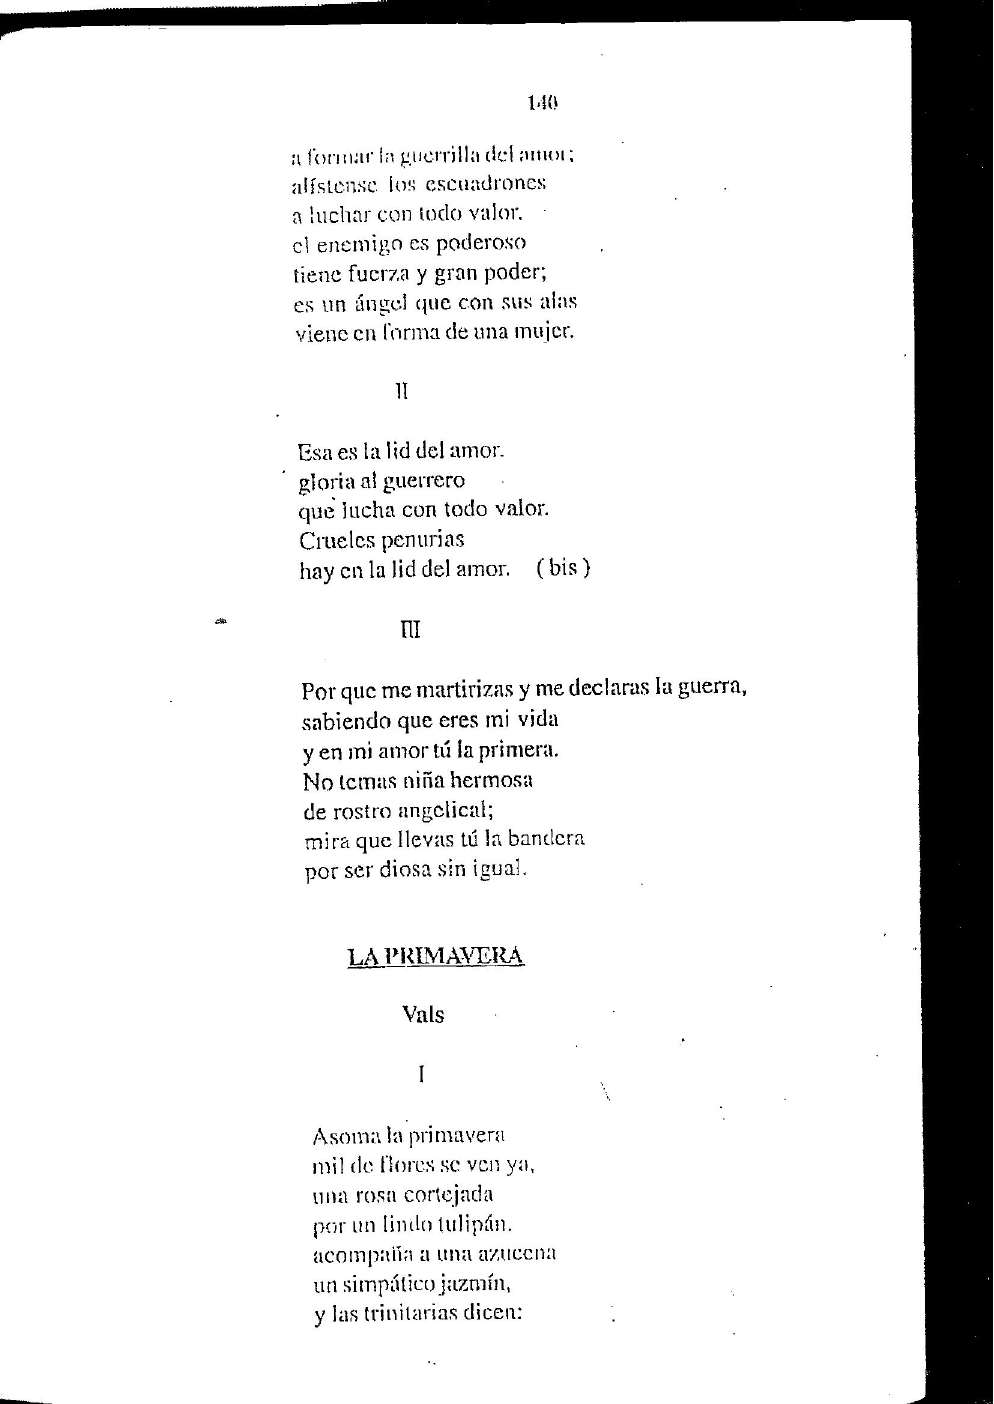 140
a formar la guerrilla del amor;
alístense los escuadrones
a luchar con todo valor.
el enemigo es poderoso
tiene fuerza y gran poder;
es un ángel que con sus alas
viene en forma de una mujer.
II
Esa es la lid del amor.
gloria al guerrero
que lucha con todo valor.
Crueles penurias
hay en la lid del amor. ( bis )
III
Por que me martirizas y me declaras la guerra,
sabiendo que eres mi vida
y en mi amor tú la primera.
No temas niña hermosa
de rostro angelical;
mira que llevas tú la bandera
por ser diosa sin igual.
LA PRIMAVERA
Vals
I
Asoma la primavera
mil de flores se ven ya,
una rosa cortejada
por un lindo tulipán.
acompaña a una azucena
un simpático jazmín,
y las trinitarias dicen: